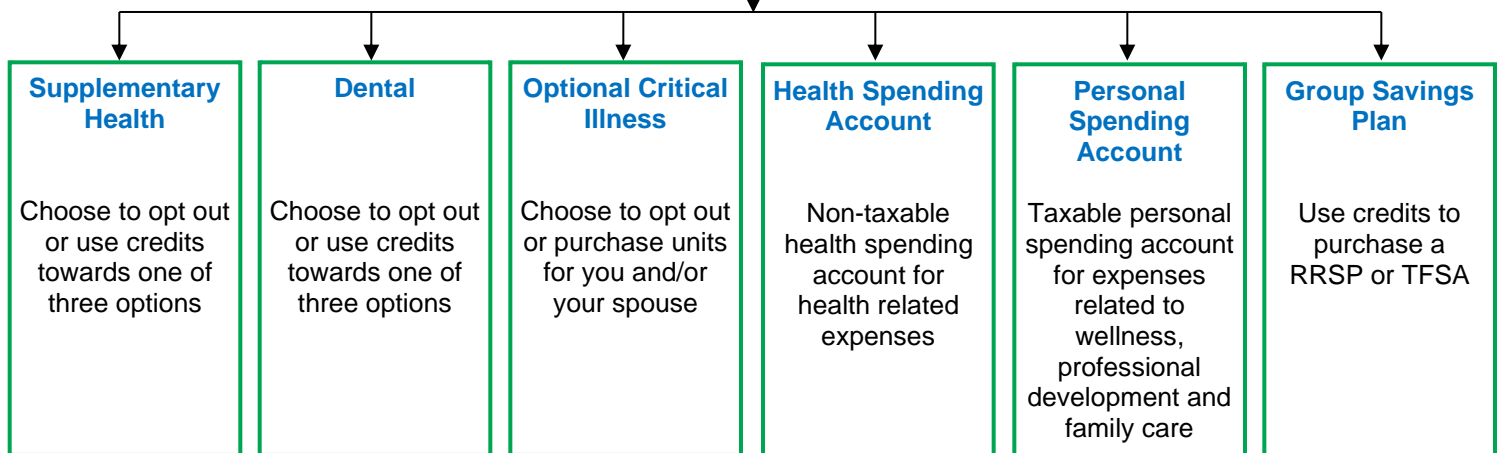 Supplementary
Health
Choose to opt out
or use credits
towards one of
three options
Dental
Choose to opt out
or use credits
towards one of
three options
Optional Critical
Illness
Choose to opt out
or purchase units
for you and/or
your spouse
Health Spending
Account
Non-taxable
health spending
account for
health related
expenses
Personal
Spending
Account
Taxable personal
spending account
for expenses
related to
wellness,
professional
development and
family care
Group Savings
Plan
Use credits to
purchase a
RRSP or TFSA